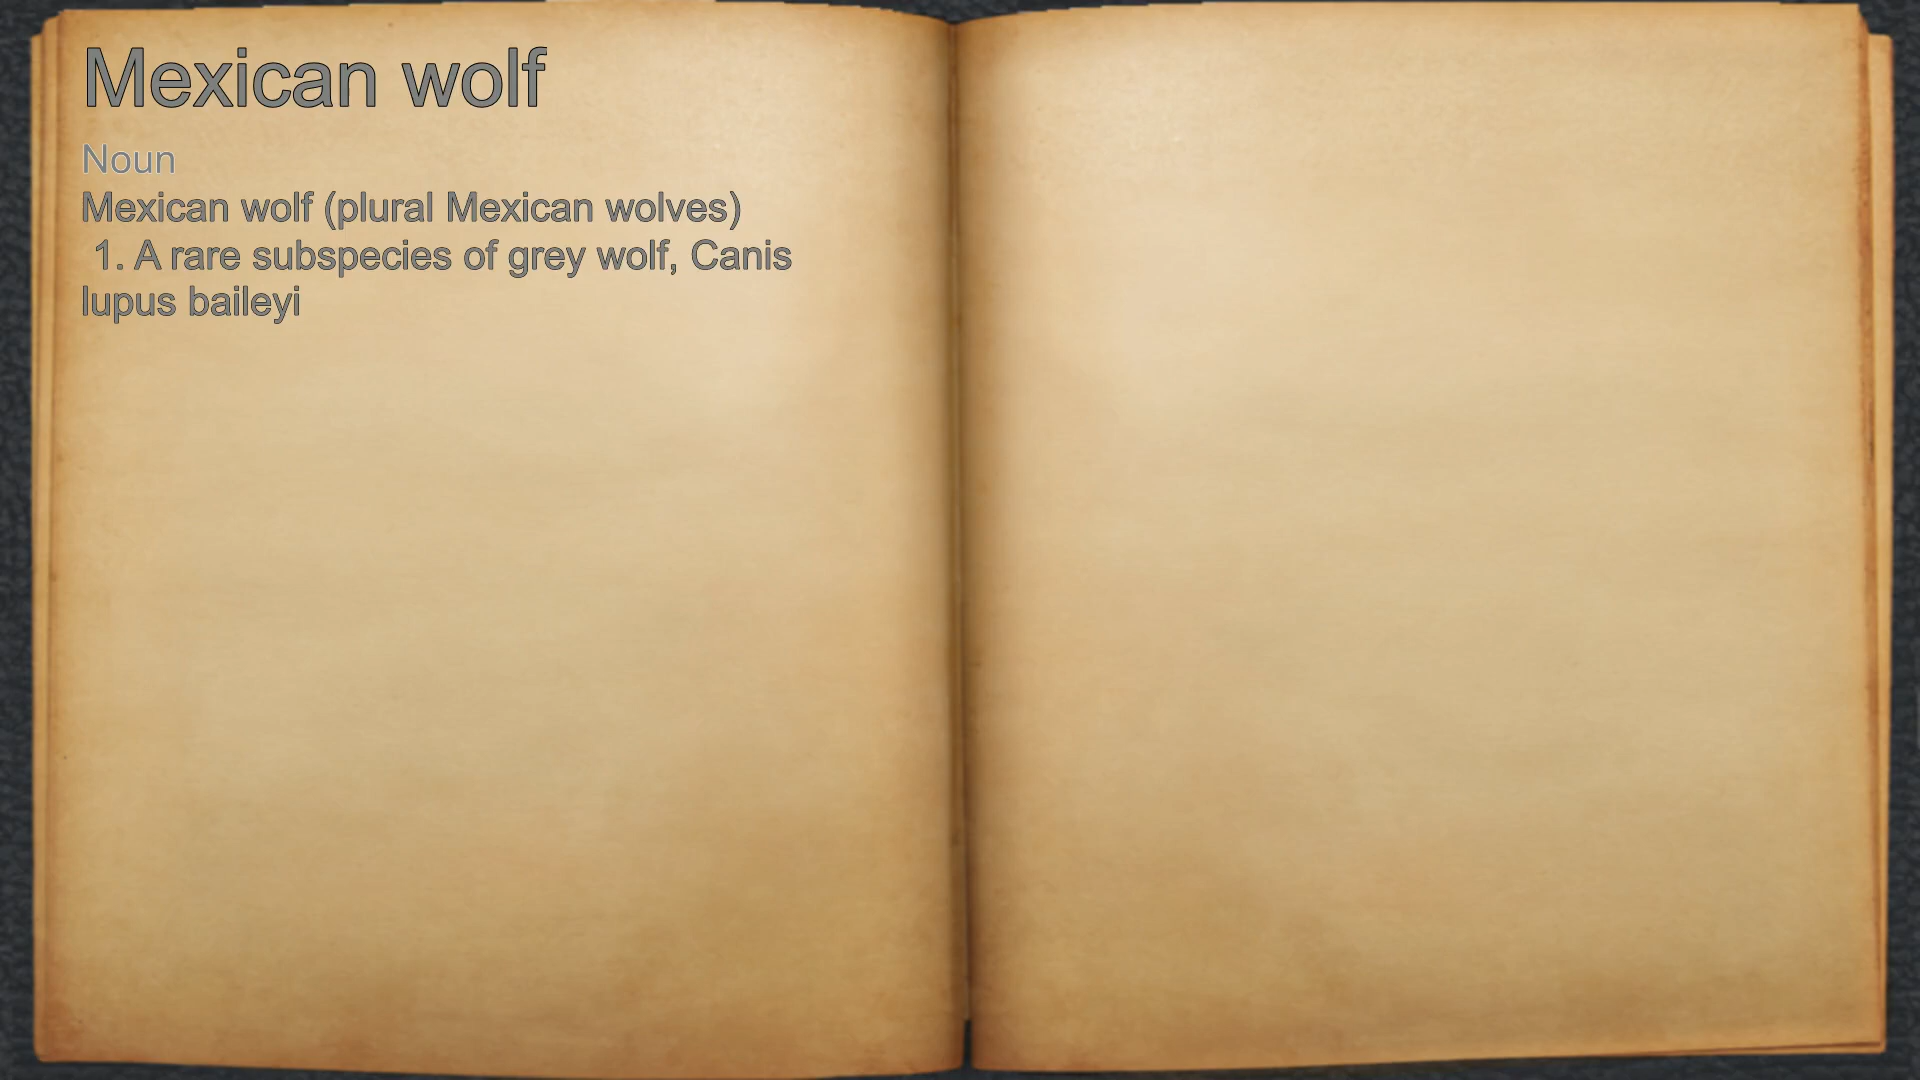 Mexican wolf
Noun
Mexican wolf (plural Mexican wolves)
1. A rare subspecies of grey wolf, Canis
lupus baileyi